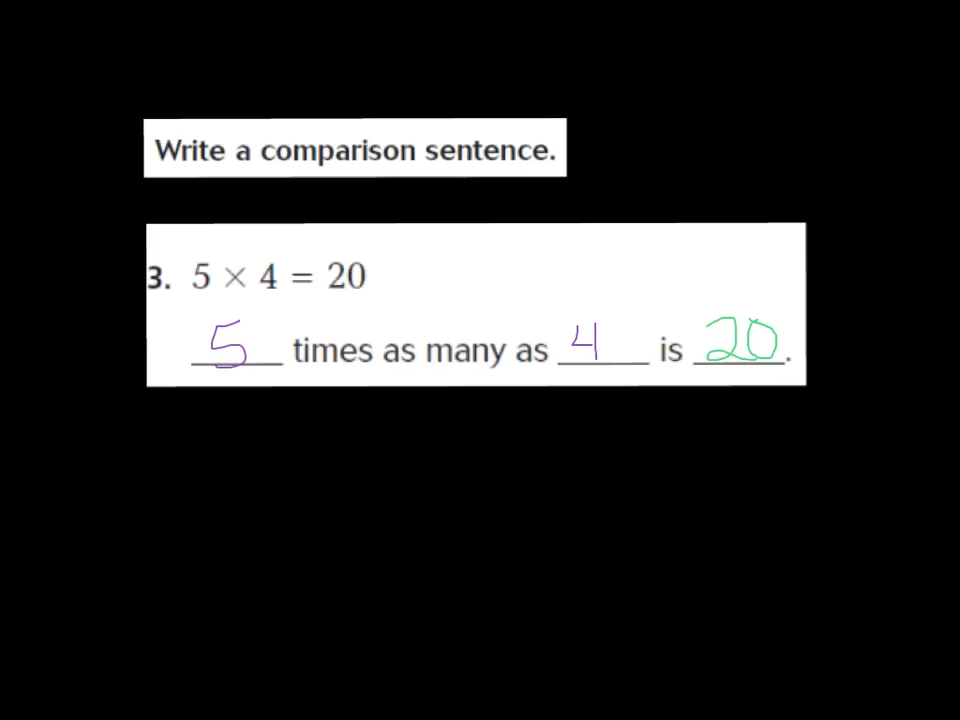 Write a comparison sentence.
3. 5 × 4 = 20
5 times as many as 4 is 20.